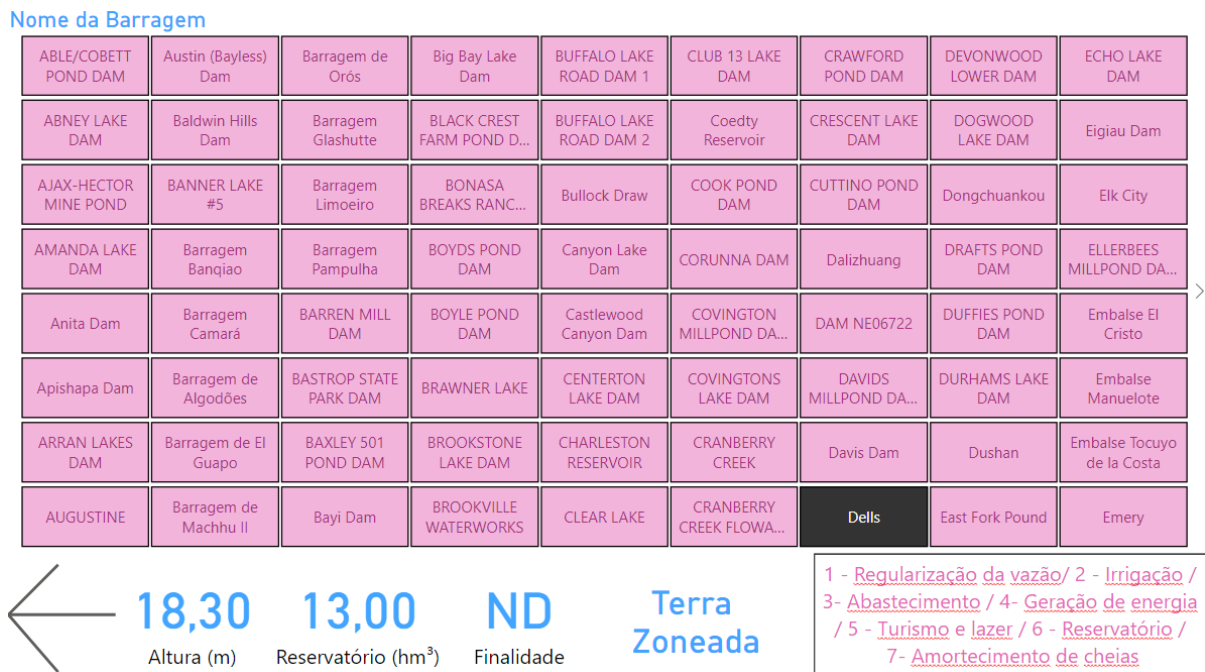 Nome da Barragem
ABLE/COBETT
POND DAM
Austin (Bayless)
Dam
Barragem de
Orós
Big Bay Lake
Dam
BUFFALO LAKE
ROAD DAM 1
CLUB 13 LAKE
DAM
CRAWFORD
POND DAM
DEVONWOOD
LOWER DAM
ECHO LAKE
DAM
ABNEY LAKE
DAM
Baldwin Hills
Dam
Barragem
Glashutte
BLACK CREST
FARM POND D...
BUFFALO LAKE
ROAD DAM 2
Coedty
Reservoir
CRESCENT LAKE
DAM
DOGWOOD
LAKE DAM
Eigiau Dam
AJAX-HECTOR
MINE POND
BANNER LAKE
#5
Barragem
Limoeiro
BONASA
BREAKS RANC...
Bullock Draw
COOK POND
DAM
CUTTINO POND
DAM
Dongchuankou
Elk City
AMANDA LAKE
DAM
Barragem
Banqiao
Barragem
Pampulha
BOYDS POND
DAM
Canyon Lake
Dam
CORUNNA DAM
Dalizhuang
DRAFTS POND
DAM
ELLERBEES
MILLPOND DA...
Anita Dam
Barragem
Camará
BARREN MILL
DAM
BOYLE POND
DAM
Castlewood
Canyon Dam
COVINGTON
MILLPOND DA...
DAM NE06722
DUFFIES POND
DAM
Embalse El
Cristo
Apishapa Dam
Barragem de
Algodões
BASTROP STATE
PARK DAM
BRAWNER LAKE
CENTERTON
LAKE DAM
COVINGTONS
LAKE DAM
DAVIDS
MILLPOND DA...
DURHAMS LAKE
DAM
Embalse
Manuelote
ARRAN LAKES
DAM
Barragem de El
Guapo
BAXLEY 501
POND DAM
BROOKSTONE
LAKE DAM
CHARLESTON
RESERVOIR
CRANBERRY
CREEK
Davis Dam
Dushan
Embalse Tocuyo
de la Costa
AUGUSTINE
Barragem de
Machhu II
Bayi Dam
BROOKVILLE
WATERWORKS
CLEAR LAKE
CRANBERRY
CREEK FLOWA...
Dells
East Fork Pound
Emery
18,30
Altura (m)
13,00
Reservatório (hm³)
ND
Finalidade
Terra
Zoneada
1 - Regularização da vazão/ 2 - Irrigação /
3- Abastecimento / 4- Geração de energia
/ 5 - Turismo e lazer / 6 - Reservatório /
7- Amortecimento de cheias